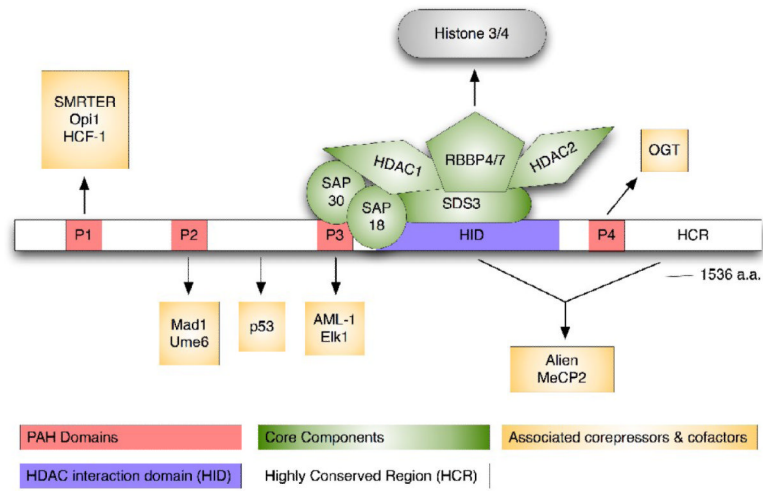 Histone 3/4
SMRTER
Opi1
HCF-1
HDAC1
RBBP4/7
HDAC2
OGT
SAP
30
SAP
18
SDS3
P1
P2
P3
HID
P4
HCR
1536 a.a.
Mad1
Ume6
p53
AML-1
Elk1
Alien
MeCP2
PAH Domains
Core Components
Associated corepressors & cofactors
HDAC interaction domain (HID)
Highly Conserved Region (HCR)